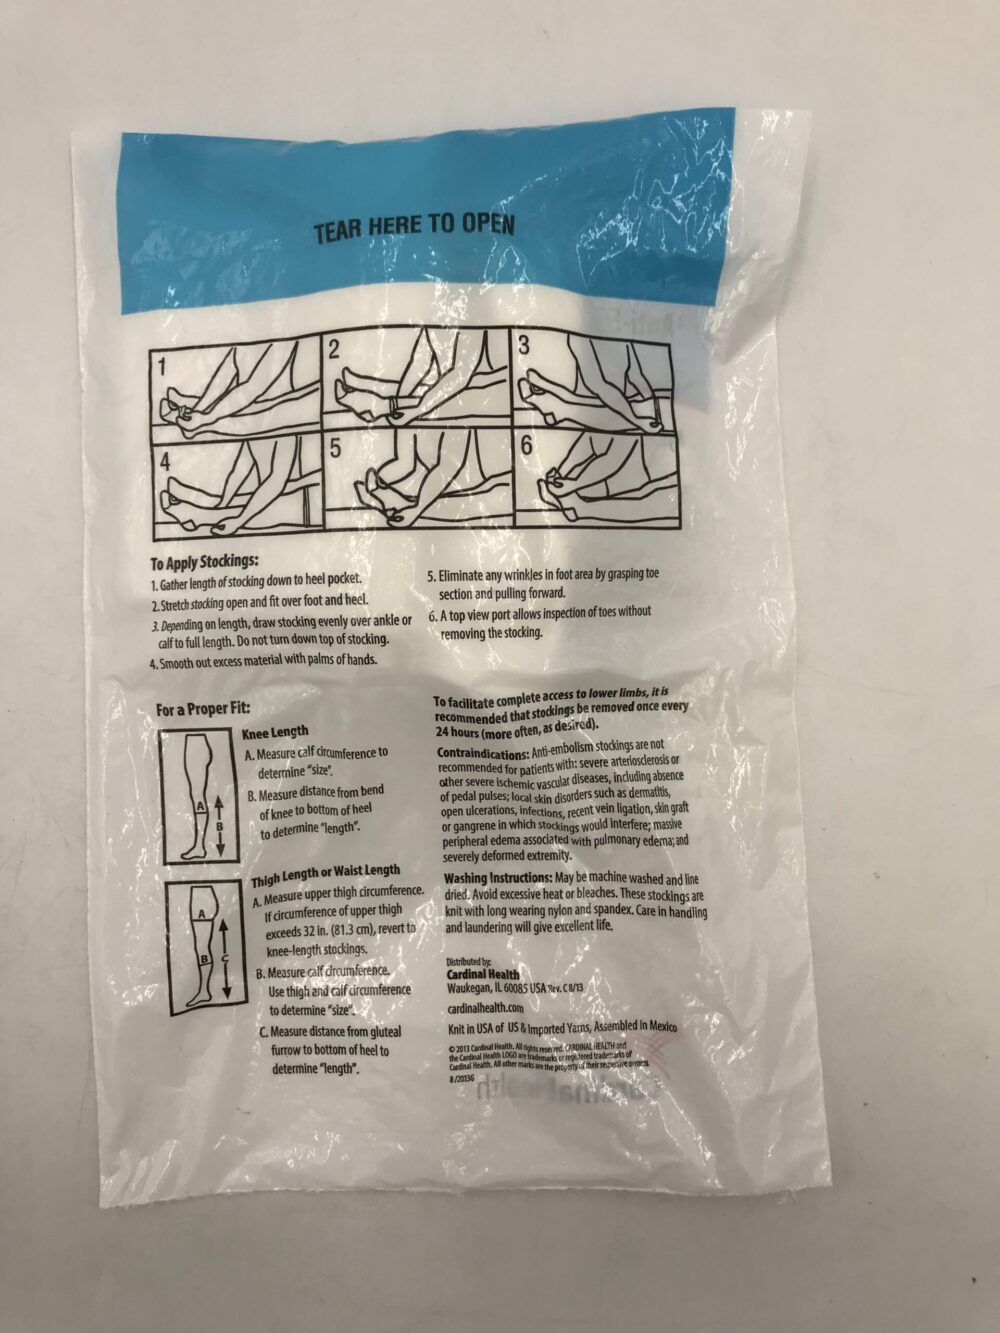 TEAR HERE TO OPEN
1
2
3
4
5
6
To Apply Stockings:
1. Gather length of stocking down to heel pocket.
2. Stretch stocking open and fit over foot and heel.
3. Depending on length, draw stocking evenly over ankle or
calf to full length. Do not turn down top of stocking.
4. Smooth out excess material with palms of hands.
5. Eliminate any wrinkles in foot area by grasping toe
section and pulling forward.
6. A top view port allows inspection of toes without
removing the stocking.
For a Proper Fit:
A
B
Knee Length
A. Measure calf circumference to
determine "size".
B. Measure distance from bend
of knee to bottom of heel
to determine "length".
A
B
C
Thigh Length or Waist Length
A. Measure upper thigh circumference.
If circumference of upper thigh
exceeds 32 in. (81.3 cm), revert to
knee-length stockings.
B. Measure calf circumference.
Use thigh and calf circumference
to determine "size".
C. Measure distance from gluteal
furrow to bottom of heel to
determine "length".
To facilitate complete access to lower limbs, it is
recommended that stockings be removed once every
24 hours (more often, as desired).
Contraindications: Anti-embolism stockings are not
recommended for patients with: severe arteriosclerosis or
other severe ischemic vascular diseases, including absence
of pedal pulses; local skin disorders such as dermatitis,
open ulcerations, infections, recent vein ligation, skin graft
or gangrene in which stockings would interfere; massive
peripheral edema associated with pulmonary edema; and
severely deformed extremity.
Washing Instructions: May be machine washed and line
dried. Avoid excessive heat or bleaches. These stockings are
knit with long wearing nylon and spandex. Care in handling
and laundering will give excellent life.
Distributed by:
Cardinal Health
Waukegan, IL 60085 USA Rev. C 8/13
cardinalhealth.com
Knit in USA of US & Imported Yarns, Assembled in Mexico
© 2013 Cardinal Health. All rights reserved. CARDINAL HEALTH and
the Cardinal Health LOGO are trademarks or registered trademarks of
Cardinal Health. All other marks are the property of their respective owners.
8/20136